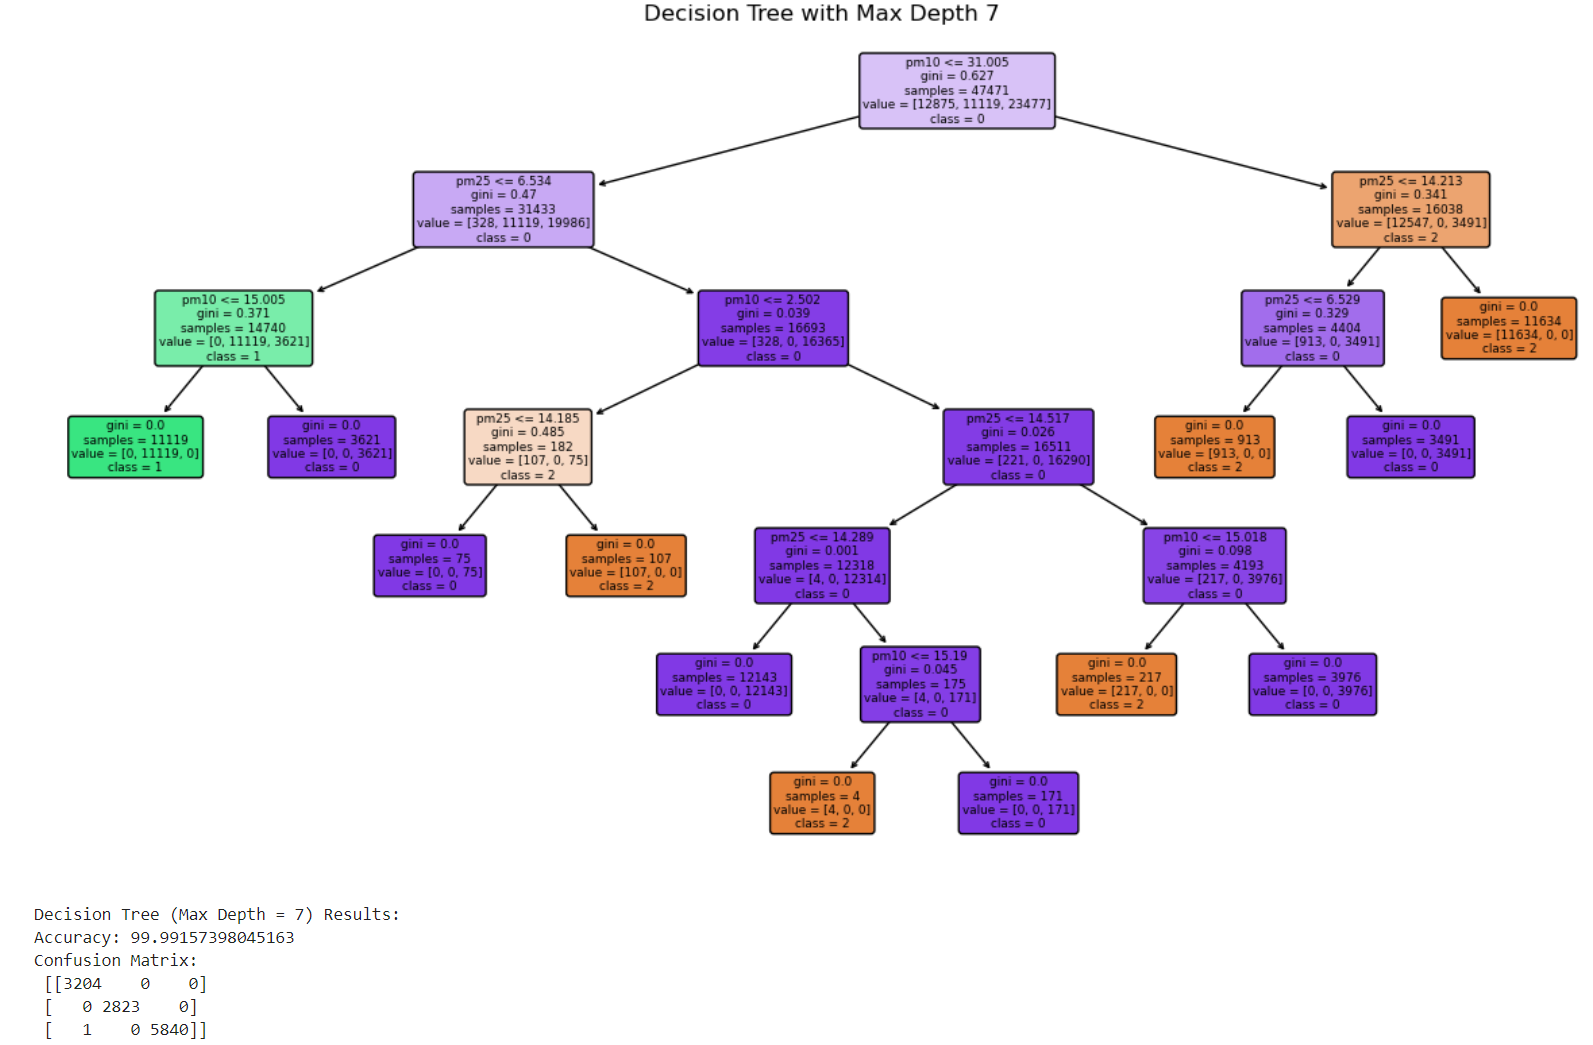 Decision Tree with Max Depth 7
pm10 <= 31.005
gini = 0.627
samples = 47471
value = [12875, 11119, 23477]
class = 0
pm25 <= 6.534
gini = 0.47
samples = 31433
value = [328, 11119, 19986]
class = 0
pm25 <= 14.213
gini = 0.341
samples = 16038
value = [12547, 0, 3491]
class = 2
pm10 <= 15.005
gini = 0.371
samples = 14740
value = [0, 11119, 3621]
class = 1
pm10 <= 2.502
gini = 0.039
samples = 16693
value = [328, 0, 16365]
class = 0
pm25 <= 6.529
gini = 0.329
samples = 4404
value = [913, 0, 3491]
class = 0
gini = 0.0
samples = 11634
value = [11634, 0, 0]
class = 2
gini = 0.0
samples = 11119
value = [0, 11119, 0]
class = 1
gini = 0.0
samples = 3621
value = [0, 0, 3621]
class = 0
pm25 <= 14.185
gini = 0.485
samples = 182
value = [107, 0, 75]
class = 2
pm25 <= 14.517
gini = 0.026
samples = 16511
value = [221, 0, 16290]
class = 0
gini = 0.0
samples = 913
value = [913, 0, 0]
class = 2
gini = 0.0
samples = 3491
value = [0, 0, 3491]
class = 0
gini = 0.0
samples = 75
value = [0, 0, 75]
class = 0
gini = 0.0
samples = 107
value = [107, 0, 0]
class = 2
pm25 <= 14.289
gini = 0.001
samples = 12318
value = [4, 0, 12314]
class = 0
pm10 <= 15.018
gini = 0.098
samples = 4193
value = [217, 0, 3976]
class = 0
gini = 0.0
samples = 12143
value = [0, 0, 12143]
class = 0
pm10 <= 15.19
gini = 0.045
samples = 175
value = [4, 0, 171]
class = 0
gini = 0.0
samples = 217
value = [217, 0, 0]
class = 2
gini = 0.0
samples = 3976
value = [0, 0, 3976]
class = 0
gini = 0.0
samples = 4
value = [4, 0, 0]
class = 2
gini = 0.0
samples = 171
value = [0, 0, 171]
class = 0
Decision Tree (Max Depth = 7) Results:
Accuracy: 99.99157398045163
Confusion Matrix:
[[3204 0 0]
[ 0 2823 0]
[ 1 0 5840]]